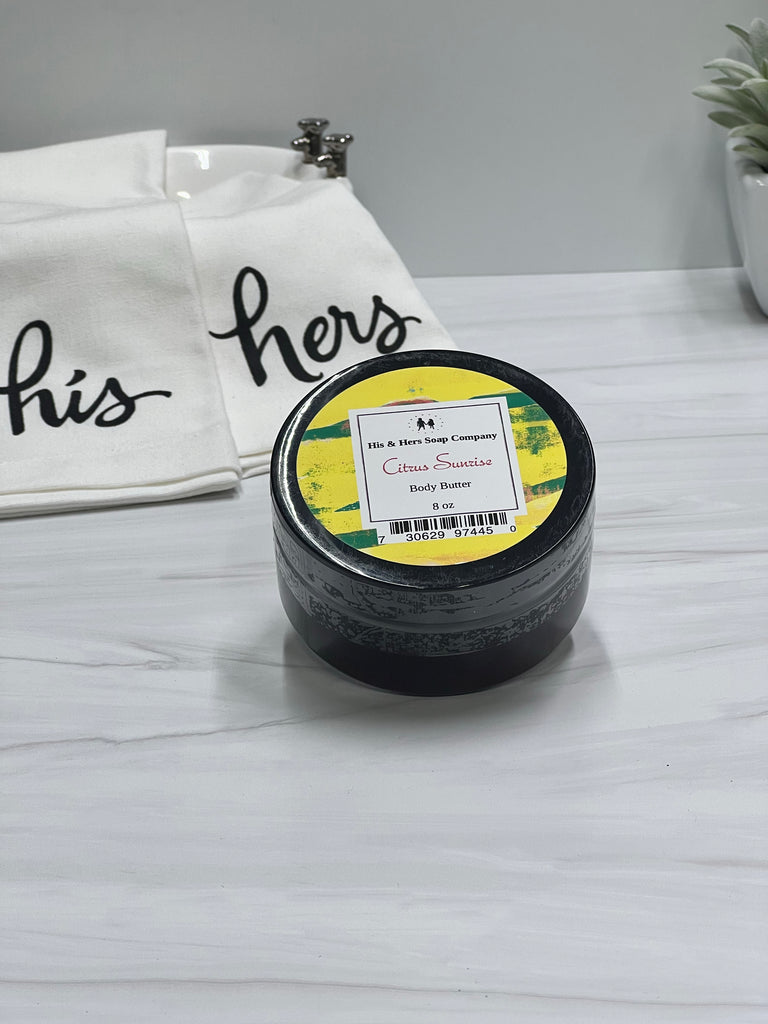 his
hers
His & Hers Soap Company
Citrus Sunrise
Body Butter
8 oz
7 30629 97445 0